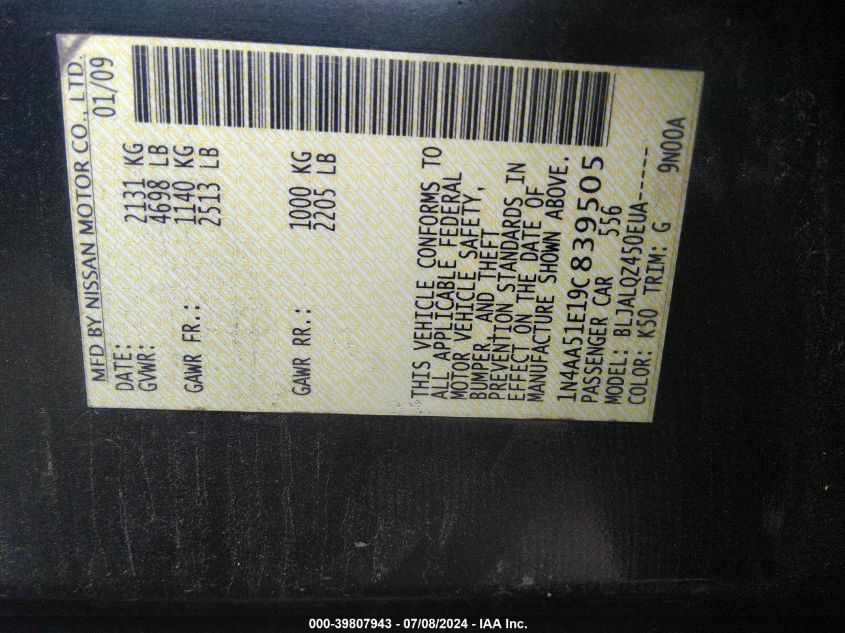 MFD BY NISSAN MOTOR CO., LTD.
DATE: 01/09
GVWR: 2131 KG
4698 LB
GAWR FR.: 1140 KG
2513 LB
GAWR RR.: 1000 KG
2205 LB
THIS VEHICLE CONFORMS TO
ALL APPLICABLE FEDERAL
MOTOR VEHICLE SAFETY,
BUMPER, AND THEFT
PREVENTION STANDARDS IN
EFFECT ON THE DATE OF
MANUFACTURE SHOWN ABOVE.
1N4AA51E19C839505
PASSENGER CAR 556
MODEL: BLJALQZ450EUA------
COLOR: K50 TRIM: G 9N00A
000-39807943 - 07/08/2024 - IAA Inc.